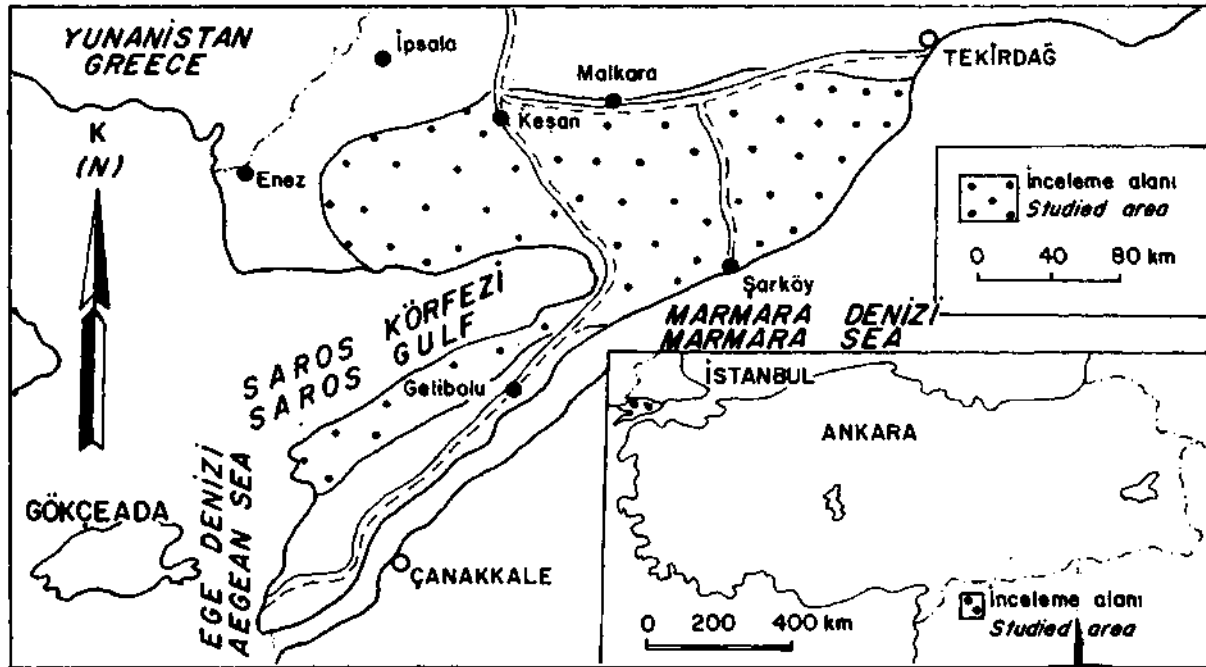 YUNANİSTAN
GREECE
İpsala
TEKİRDAĞ
Malkara
Keşan
Enez
K
(N)
İnceleme alanı
Studied area
0 40 80 km
Şarköy
MARMARA DENİZİ
MARMARA SEA
SAROS KÖRFEZİ
SAROS GULF
Gelibolu
EGE DENİZİ
AEGEAN SEA
GÖKÇEADA
ÇANAKKALE
İSTANBUL
ANKARA
İnceleme alanı
Studied area
0 200 400 km